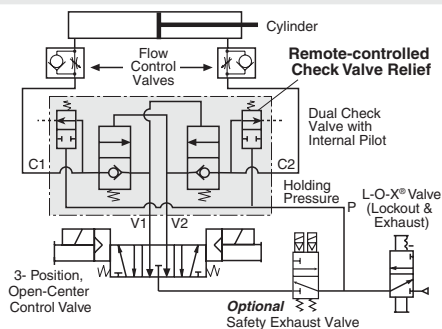 Cylinder
Flow
Control
Valves
Remote-controlled
Check Valve Relief
Dual Check
Valve with
Internal Pilot
C1
C2
Holding
Pressure
P
L-O-X® Valve
(Lockout &
Exhaust)
V1
V2
3- Position,
Open-Center
Control Valve
Optional
Safety Exhaust Valve